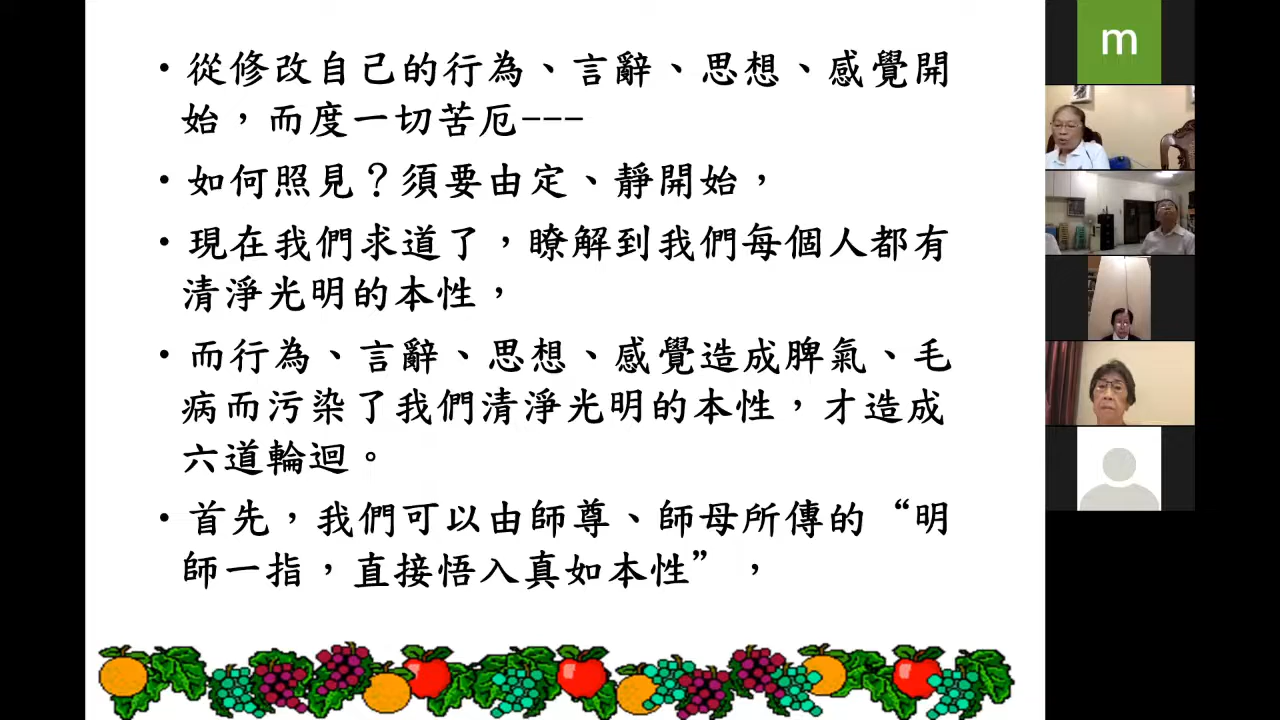 • 從修改自己的行為、言辭、思想、感覺開
始，而度一切苦厄---
• 如何照見？須要由定、靜開始，
• 現在我們求道了，瞭解到我們每個人都有
清淨光明的本性，
• 而行為、言辭、思想、感覺造成脾氣、毛
病而污染了我們清淨光明的本性，才造成
六道輪迴。
• 首先，我們可以由師尊、師母所傳的“明
師一指，直接悟入真如本性”，
m